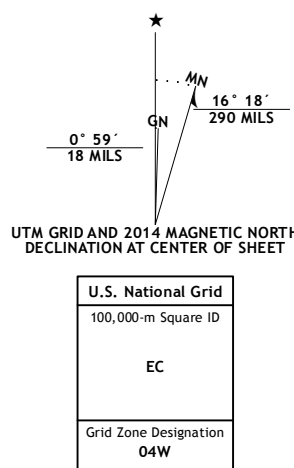 ★
MN
GN
16° 18´
290 MILS
0° 59´
18 MILS
UTM GRID AND 2014 MAGNETIC NORTH
DECLINATION AT CENTER OF SHEET
U.S. National Grid
100,000-m Square ID
EC
Grid Zone Designation
04W